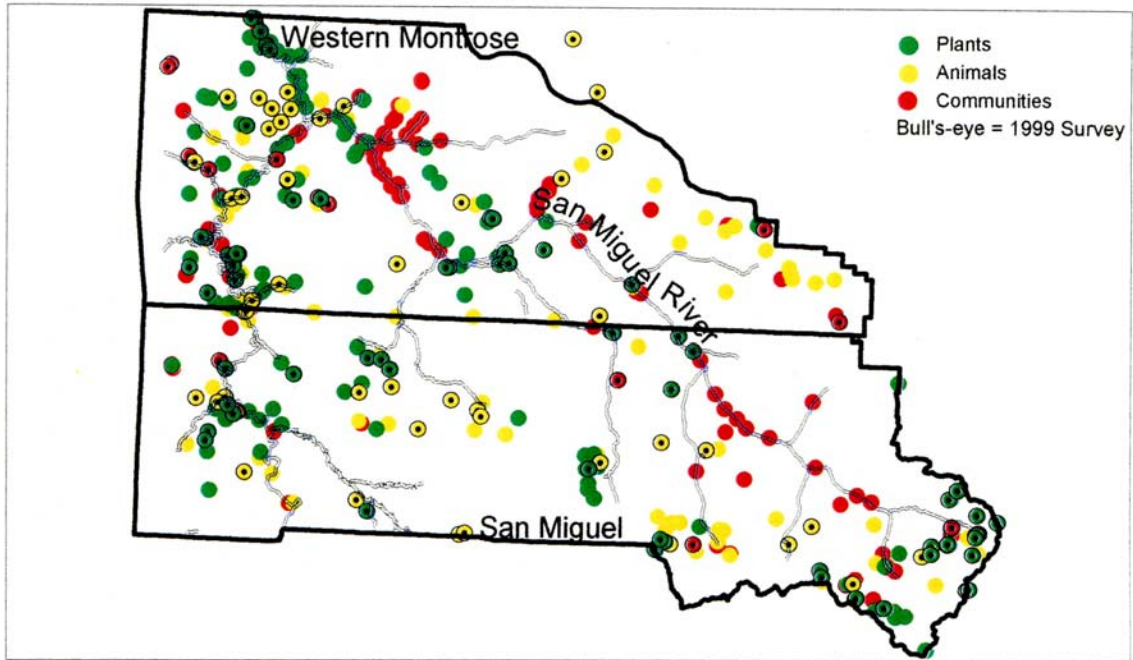 Western Montrose
Plants
Animals
Communities
Bull's-eye = 1999 Survey
San Miguel River
San Miguel